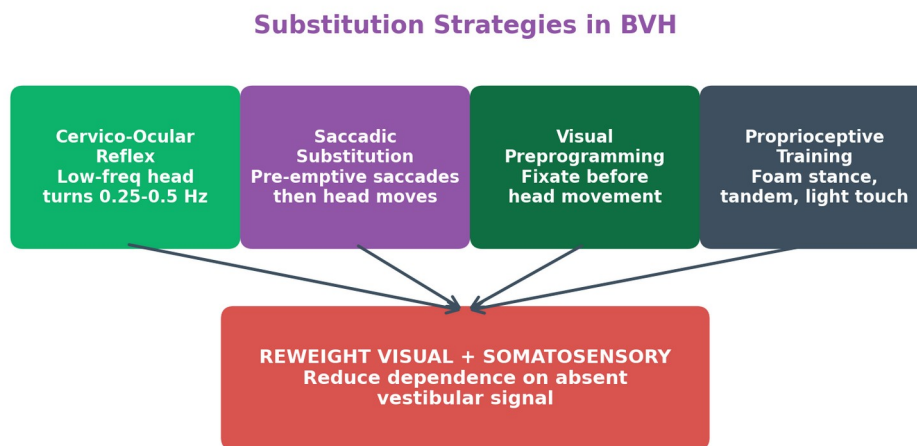 Substitution Strategies in BVH
Cervico-Ocular
Reflex
Low-freq head
turns 0.25-0.5 Hz
Saccadic
Substitution
Pre-emptive saccades
then head moves
Visual
Preprogramming
Fixate before
head movement
Proprioceptive
Training
Foam stance,
tandem, light touch
REWEIGHT VISUAL + SOMATOSENSORY
Reduce dependence on absent
vestibular signal